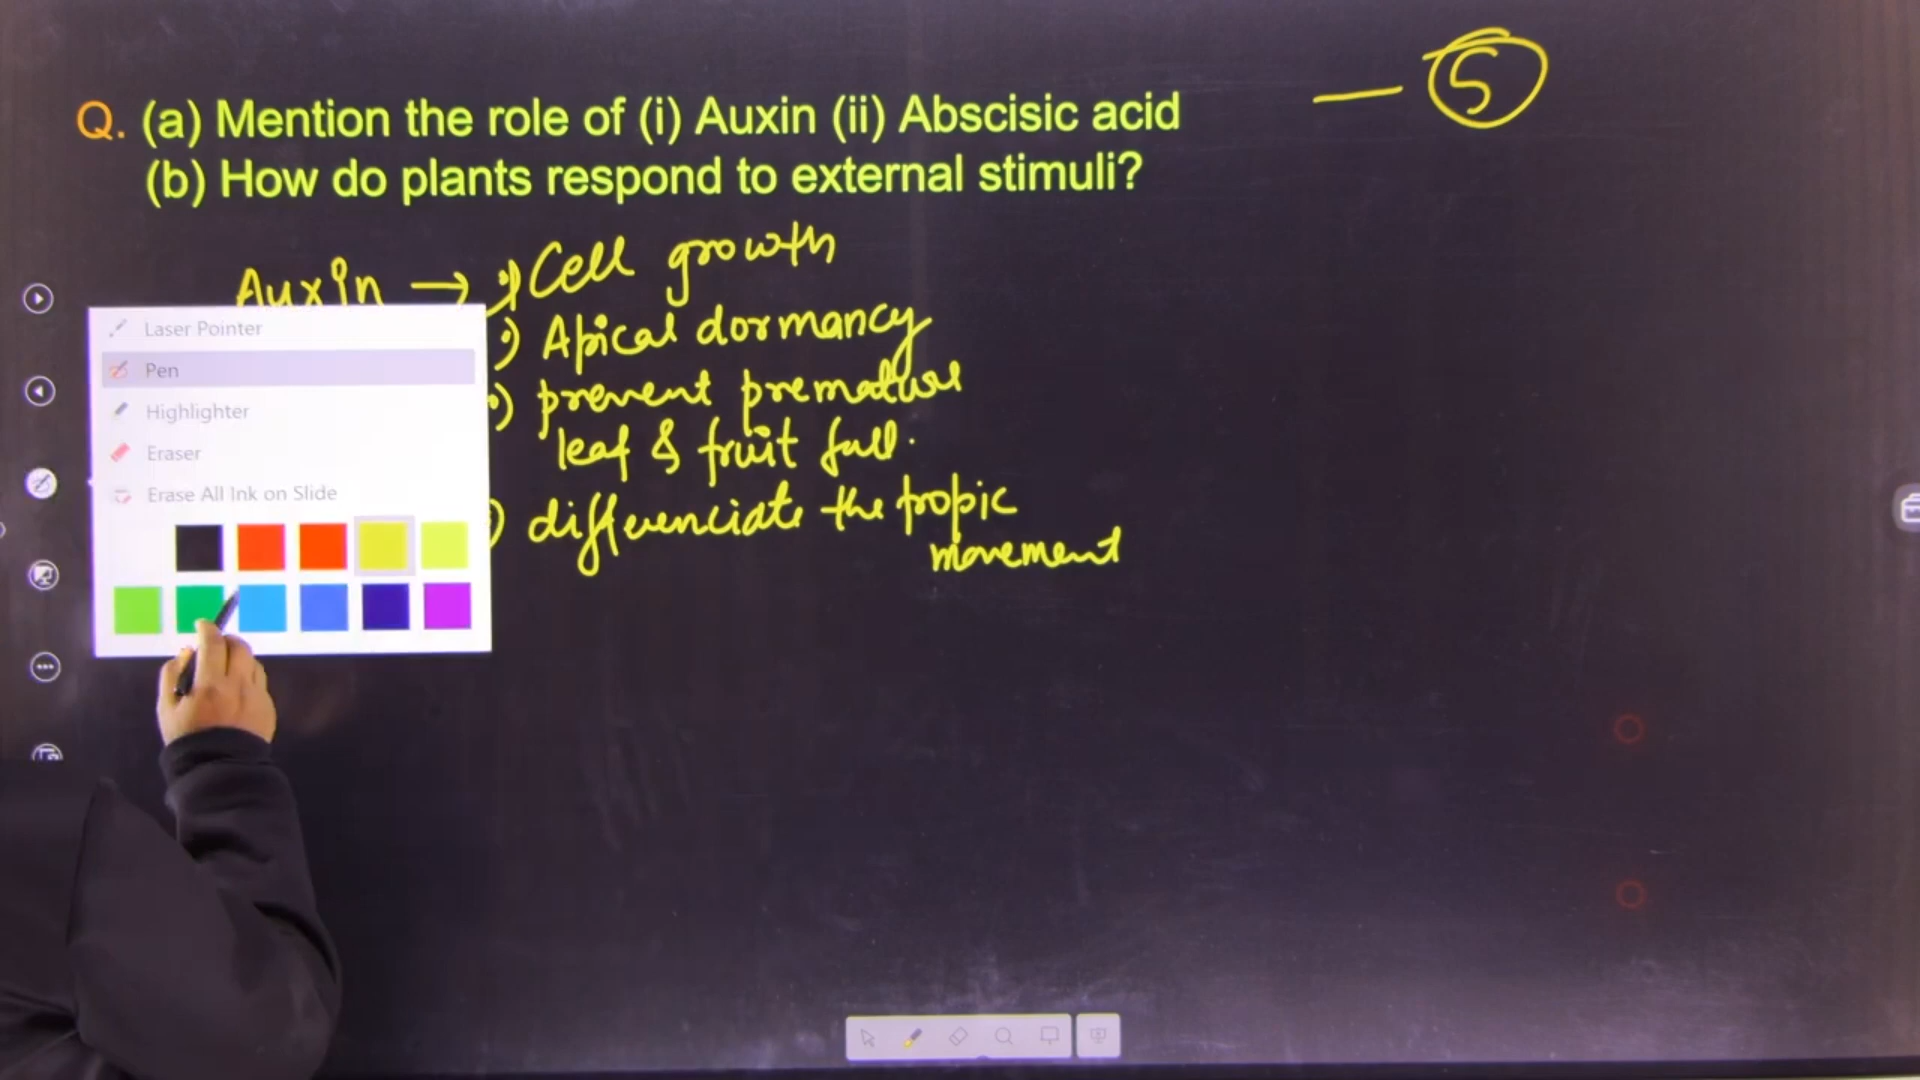 Q. (a) Mention the role of (i) Auxin (ii) Abscisic acid
(b) How do plants respond to external stimuli?
— 5
Auxin → Cell growth
Apical dormancy
prevent premature
leaf & fruit fall.
differenciate the tropic
movement
Laser Pointer
Pen
Highlighter
Eraser
Erase All Ink on Slide